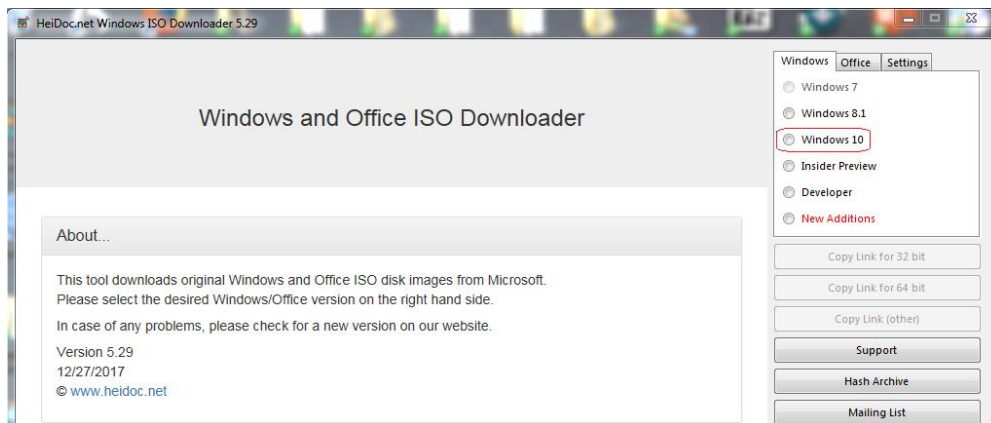 HeiDoc.net Windows ISO Downloader 5.29
Windows and Office ISO Downloader
About...
This tool downloads original Windows and Office ISO disk images from Microsoft.
Please select the desired Windows/Office version on the right hand side.
In case of any problems, please check for a new version on our website.
Version 5.29
12/27/2017
© www.heidoc.net
Windows Office Settings
Windows 7
Windows 8.1
Windows 10
Insider Preview
Developer
New Additions
Copy Link for 32 bit
Copy Link for 64 bit
Copy Link (other)
Support
Hash Archive
Mailing List